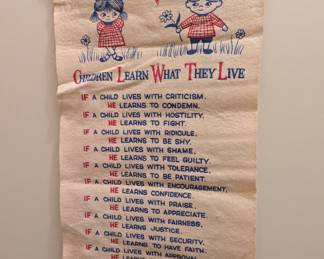 CHILDREN LEARN WHAT THEY LIVE
IF A CHILD LIVES WITH CRITICISM.
HE LEARNS TO CONDEMN.
IF A CHILD LIVES WITH HOSTILITY.
HE LEARNS TO FIGHT.
IF A CHILD LIVES WITH RIDICULE.
HE LEARNS TO BE SHY.
IF A CHILD LIVES WITH SHAME.
HE LEARNS TO FEEL GUILTY.
IF A CHILD LIVES WITH TOLERANCE.
HE LEARNS TO BE PATIENT.
IF A CHILD LIVES WITH ENCOURAGEMENT.
HE LEARNS CONFIDENCE.
IF A CHILD LIVES WITH PRAISE.
HE LEARNS TO APPRECIATE.
IF A CHILD LIVES WITH FAIRNESS.
HE LEARNS JUSTICE.
IF A CHILD LIVES WITH SECURITY.
HE LEARNS TO HAVE FAITH.
IF A CHILD LIVES WITH APPROVAL